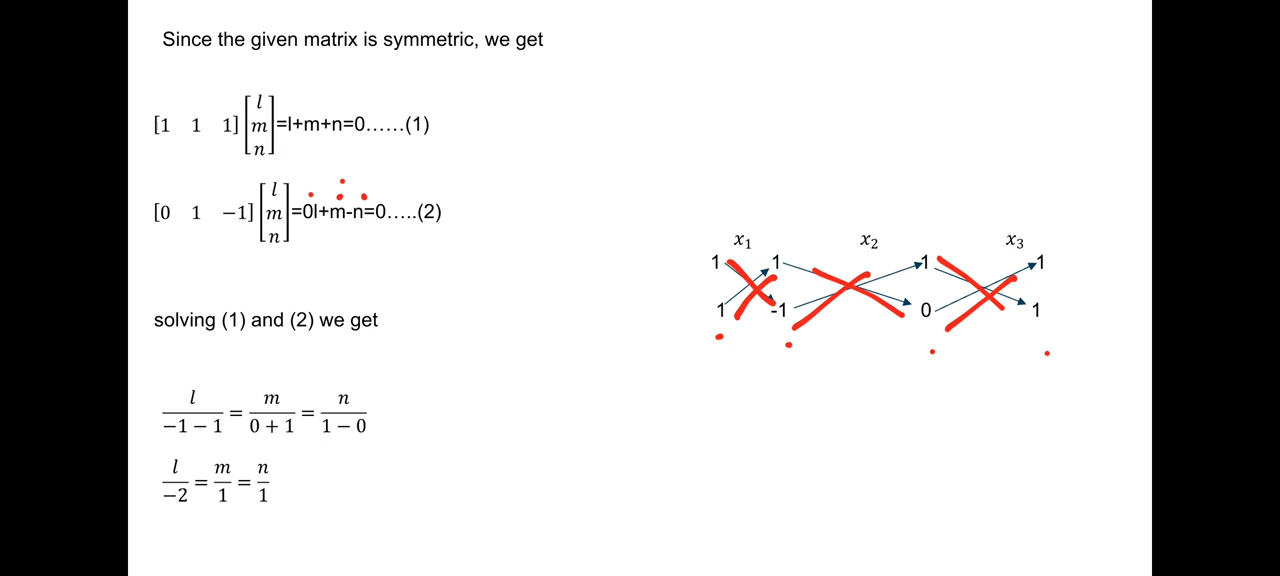 Since the given matrix is symmetric, we get
[1 1 1] [l m n] =l+m+n=0……(1)
[0 1 −1] [l m n] =0l+m-n=0…..(2)
x₁ x₂ x₃
1 1 1 1
1 -1 0 1
solving (1) and (2) we get
l/(−1 − 1) = m/(0 + 1) = n/(1 − 0)
l/−2 = m/1 = n/1